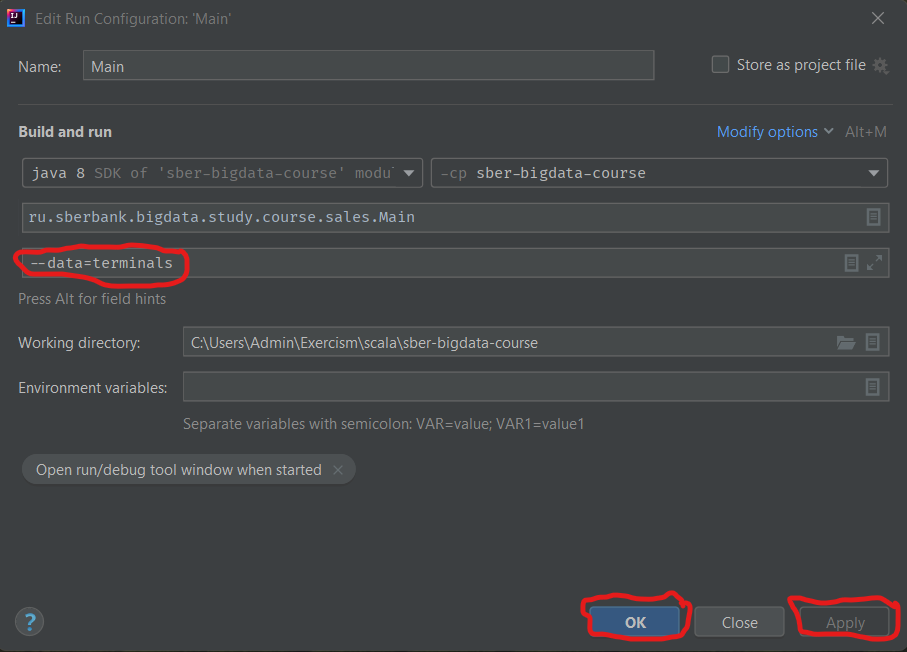 Edit Run Configuration: 'Main'
Name: Main
Store as project file
Build and run
Modify options Alt+M
java 8 SDK of 'sber-bigdata-course' modul
-cp sber-bigdata-course
ru.sberbank.bigdata.study.course.sales.Main
--data=terminals
Press Alt for field hints
Working directory: C:\Users\Admin\Exercism\scala\sber-bigdata-course
Environment variables:
Separate variables with semicolon: VAR=value; VAR1=value1
Open run/debug tool window when started
? OK Close Apply